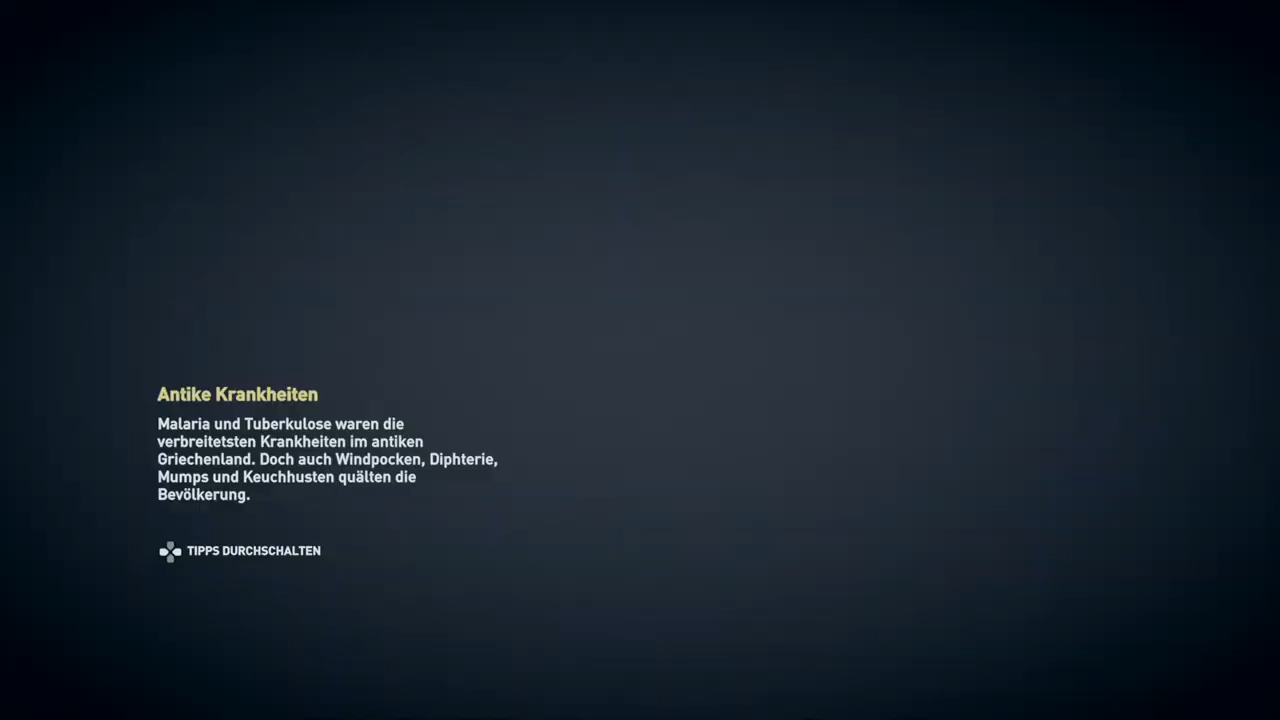 Antike Krankheiten
Malaria und Tuberkulose waren die
verbreitetsten Krankheiten im antiken
Griechenland. Doch auch Windpocken, Diphterie,
Mumps und Keuchhusten quälten die
Bevölkerung.
TIPPS DURCHSCHALTEN